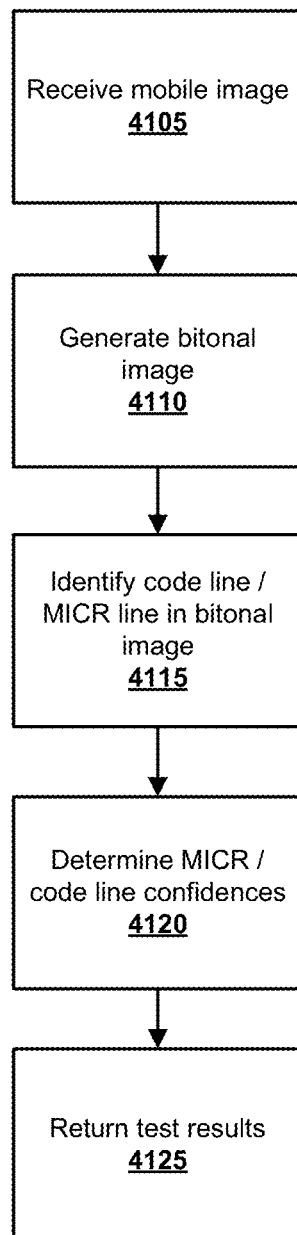 Receive mobile image
4105
Generate bitonal
image
4110
Identify code line /
MICR line in bitonal
image
4115
Determine MICR /
code line confidences
4120
Return test results
4125